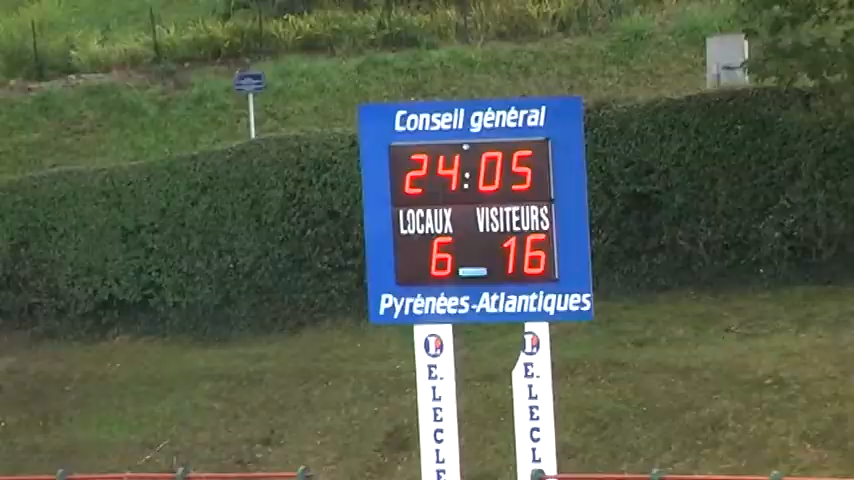 Conseil général
24:05
LOCAUX VISITEURS
6 16
Pyrénées-Atlantiques
L L
E.LECLE E.LECL